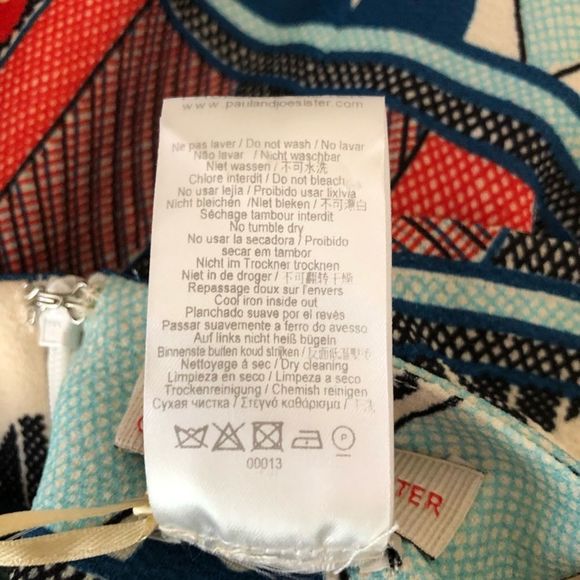 www.paulandjoesister.com
Ne pas laver / Do not wash / No lavar
Não lavar / Nicht waschbar
Niet wassen / 不可水洗
Chlore interdit / Do not bleach
No usar lejia / Proibido usar lixivia
Nicht bleichen / Niet bleken / 不可漂白
Séchage tambour interdit
No tumble dry
No usar la secadora / Proibido
secar em tambor
Nicht im Trockner trocknen
Niet in de droger / 不可翻转干燥
Repassage doux sur l'envers
Cool iron inside out
Planchado suave por el revés
Passar suavemente a ferro do avesso
Auf links nicht heiß bügeln
Binnenste buiten koud strijken /
Nettoyage à sec / Dry cleaning
Limpieza en seco / Limpeza a seco
Trockenreinigung / Chemish reinigen
Сухая чистка / Στεγνό καθάρισμα / 干洗
P
00013
STER